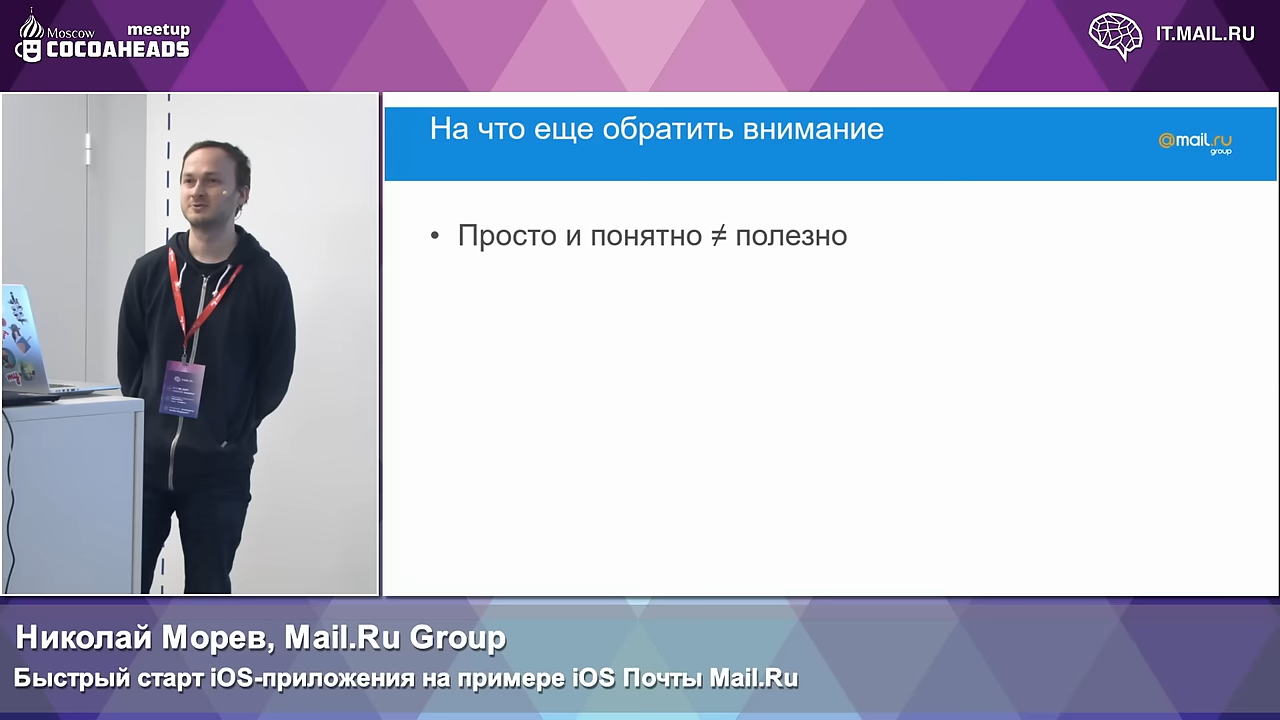 Moscow meetup
COCOAHEADS
IT.MAIL.RU
На что еще обратить внимание
@mail.ru
group
• Просто и понятно ≠ полезно
Николай Морев, Mail.Ru Group
Быстрый старт iOS-приложения на примере iOS Почты Mail.Ru